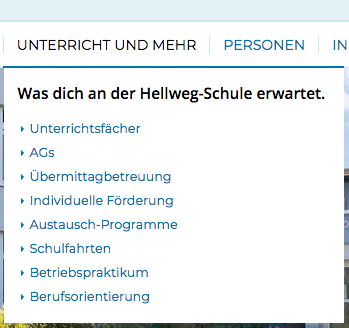 UNTERRICHT UND MEHR PERSONEN IN
Was dich an der Hellweg-Schule erwartet.
Unterrichtsfächer
AGs
Übermittagbetreuung
Individuelle Förderung
Austausch-Programme
Schulfahrten
Betriebspraktikum
Berufsorientierung